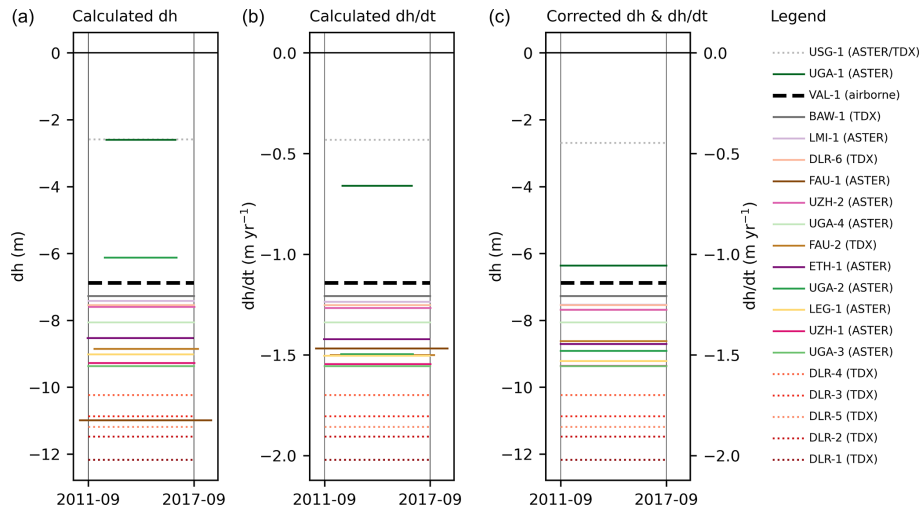 (a) Calculated dh
(b) Calculated dh/dt
(c) Corrected dh & dh/dt
Legend
0
−2
−4
−6
−8
−10
−12
dh (m)
2011-09 2017-09
0.0
−0.5
−1.0
−1.5
−2.0
dh/dt (m yr⁻¹)
2011-09 2017-09
0
−2
−4
−6
−8
−10
−12
dh (m)
2011-09 2017-09
0.0
−0.5
−1.0
−1.5
−2.0
dh/dt (m yr⁻¹)
USG-1 (ASTER/TDX)
UGA-1 (ASTER)
VAL-1 (airborne)
BAW-1 (TDX)
LMI-1 (ASTER)
DLR-6 (TDX)
FAU-1 (ASTER)
UZH-2 (ASTER)
UGA-4 (ASTER)
FAU-2 (TDX)
ETH-1 (ASTER)
UGA-2 (ASTER)
LEG-1 (ASTER)
UZH-1 (ASTER)
UGA-3 (ASTER)
DLR-4 (TDX)
DLR-3 (TDX)
DLR-5 (TDX)
DLR-2 (TDX)
DLR-1 (TDX)